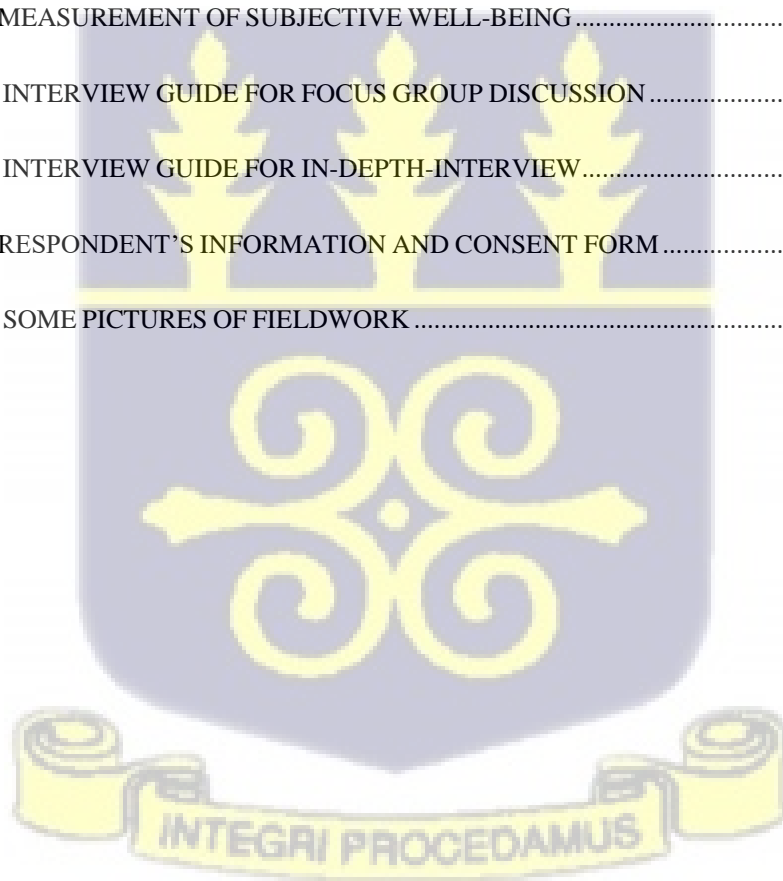 MEASUREMENT OF SUBJECTIVE WELL-BEING ................................
INTERVIEW GUIDE FOR FOCUS GROUP DISCUSSION ....................
INTERVIEW GUIDE FOR IN-DEPTH-INTERVIEW ...............................
RESPONDENT’S INFORMATION AND CONSENT FORM ..................
SOME PICTURES OF FIELDWORK .........................................................
INTEGRI PROCEDAMUS